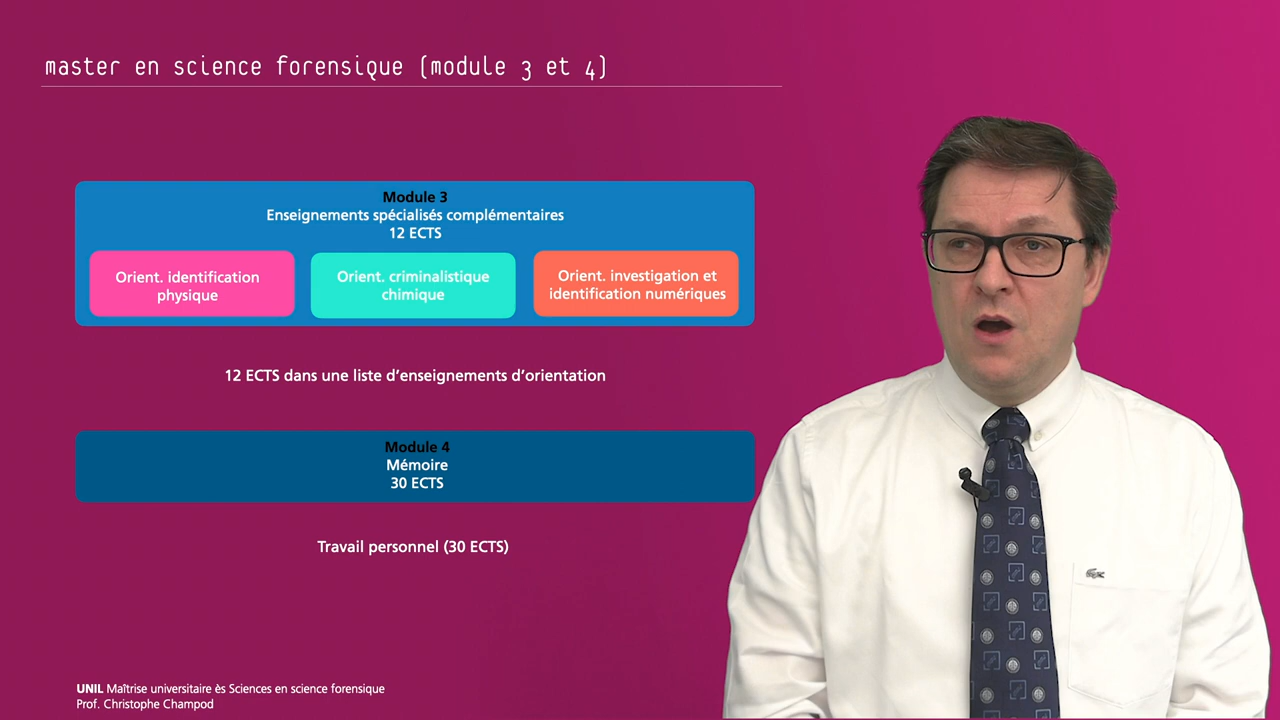 master en science forensique (module 3 et 4)
Module 3
Enseignements spécialisés complémentaires
12 ECTS
Orient. identification
physique
Orient. criminalistique
chimique
Orient. investigation et
identification numériques
12 ECTS dans une liste d’enseignements d’orientation
Module 4
Mémoire
30 ECTS
Travail personnel (30 ECTS)
UNIL Maîtrise universitaire ès Sciences en science forensique
Prof. Christophe Champod